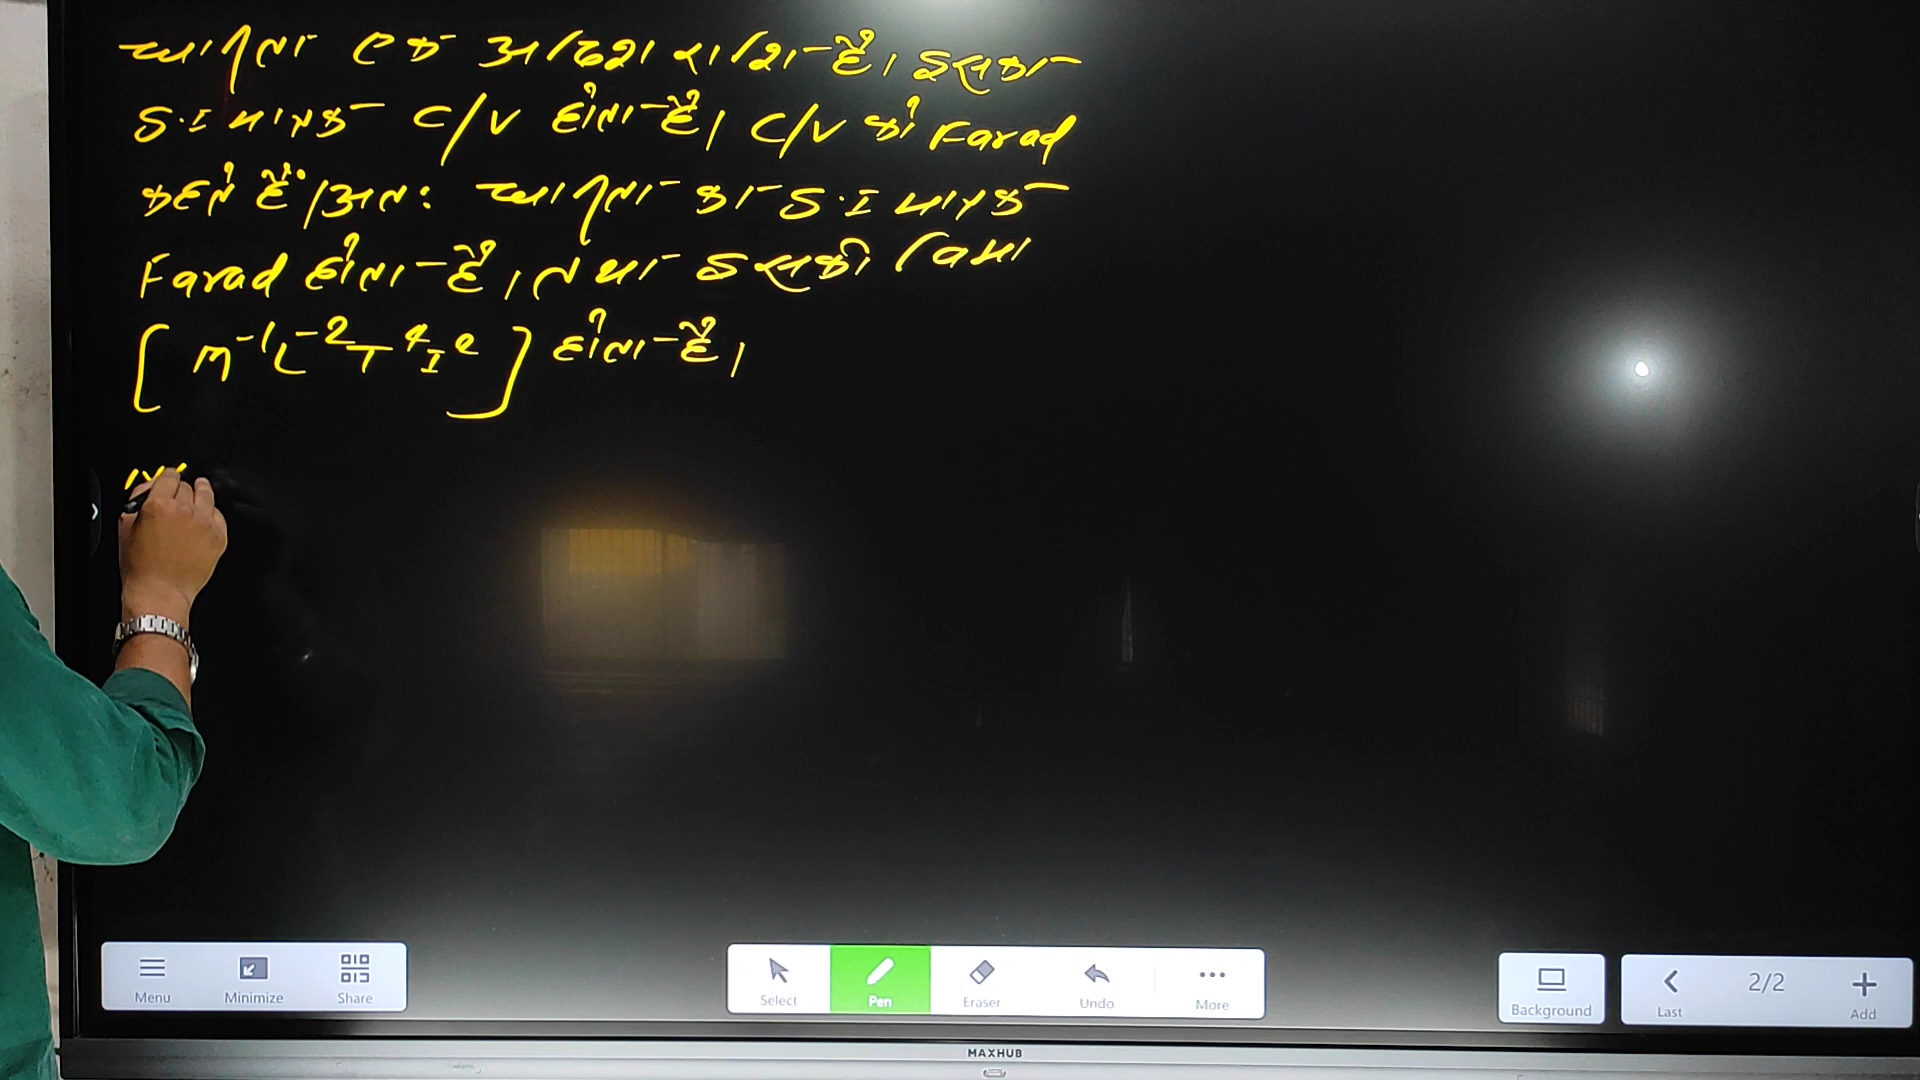 धारिता एक अदिश राशि है। इसका
S.I मात्रक C/V होता है। C/V को Farad
कहते हैं। अतः धारिता का S.I मात्रक
Farad होता है। तथा इसकी विमा
[M⁻¹L⁻²T⁴I²] होता है।
Menu Minimize Share Select Pen Eraser Undo More Background Last 2/2 Add
MAXHUB